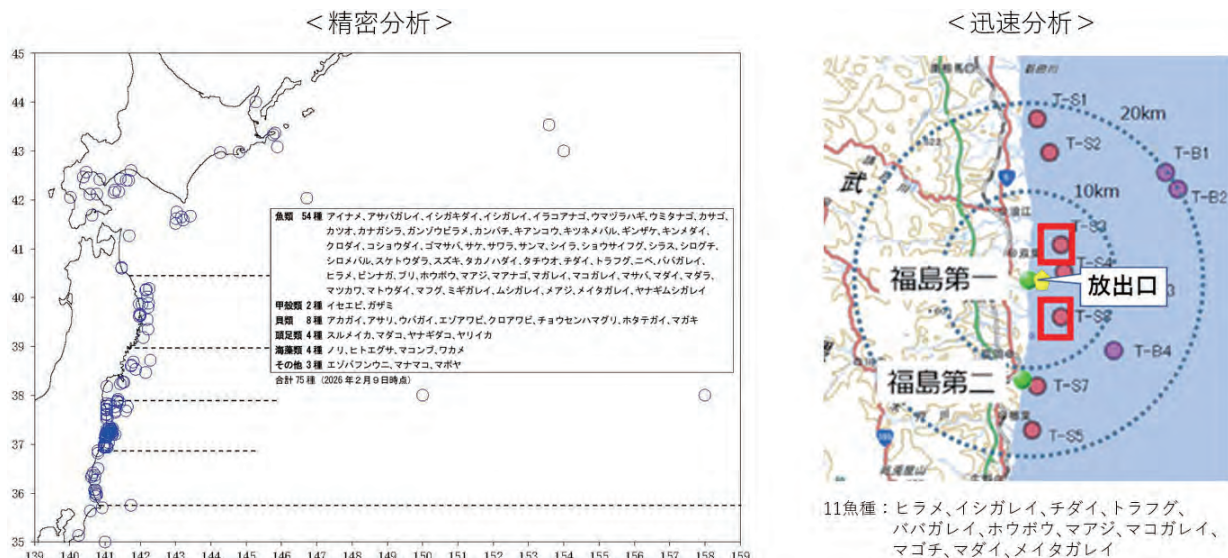 ＜精密分析＞
45
44
43
42
41
40
39
38
37
36
35
139 140 141 142 143 144 145 146 147 148 149 150 151 152 153 154 155 156 157 158 159
魚類 54種 アイナメ、アサバガレイ、イシガキダイ、イシガレイ、イラコアナゴ、ウマヅラハギ、ウミタナゴ、カサゴ、
カツオ、カナガシラ、ガンゾウビラメ、カンパチ、キアンコウ、キツネメバル、ギンザケ、キンメダイ、
クロダイ、コショウダイ、ゴマサバ、サケ、サワラ、サンマ、シイラ、ショウサイフグ、シラス、シログチ、
シロメバル、スケトウダラ、スズキ、タカノハダイ、タチウオ、チダイ、トラフグ、ニベ、ババガレイ、
ヒラメ、ビンナガ、ブリ、ホウボウ、マアジ、マアナゴ、マガレイ、マコガレイ、マサバ、マダイ、マダラ、
マツカワ、マトウダイ、マフグ、ミギガレイ、ムシガレイ、メアジ、メイタガレイ、ヤナギムシガレイ
甲殻類 2種 イセエビ、ガザミ
貝類 8種 アカガイ、アサリ、ウバガイ、エゾアワビ、クロアワビ、チョウセンハマグリ、ホタテガイ、マガキ
頭足類 4種 スルメイカ、マダコ、ヤナギダコ、ヤリイカ
海藻類 4種 ノリ、ヒトエグサ、マコンブ、ワカメ
その他 3種 エゾバフンウニ、マナマコ、マボヤ
合計75種（2026年2月9日時点）
＜迅速分析＞
T-S1
20km
T-S2
T-B1
T-B2
武
10km
T-S3
T-S4
福島第一
放出口
3
T-S8
T-B4
福島第二
T-S7
T-S5
11魚種：ヒラメ、イシガレイ、チダイ、トラフグ、
ババガレイ、ホウボウ、マアジ、マコガレイ、
マゴチ、マダイ、メイタガレイ